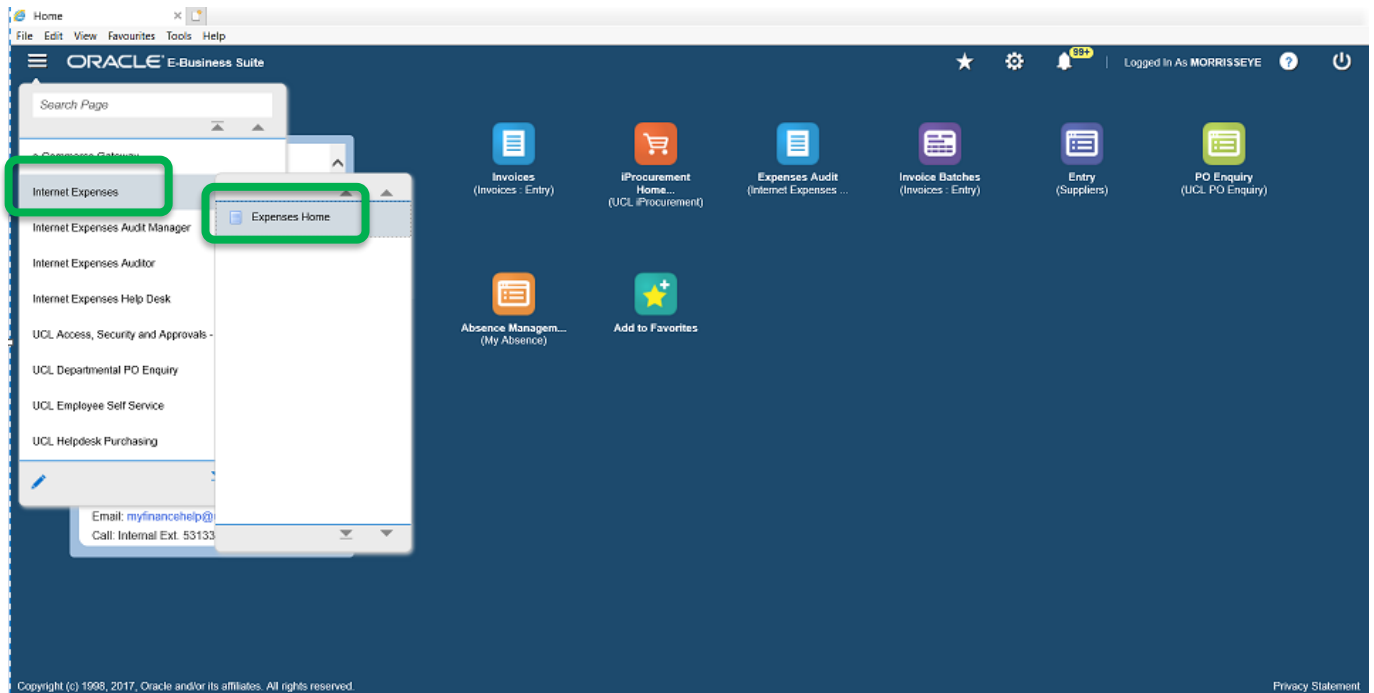 Home
File Edit View Favourites Tools Help
ORACLE E-Business Suite
99+
Logged In As MORRISSEYE
?
Search Page
e-Commerce Gateway
Internet Expenses
Internet Expenses Audit Manager
Internet Expenses Auditor
Internet Expenses Help Desk
UCL Access, Security and Approvals -
UCL Departmental PO Enquiry
UCL Employee Self Service
UCL Helpdesk Purchasing
Expenses Home
Email: myfinancehelp@
Call: Internal Ext. 53133
Invoices
(Invoices : Entry)
iProcurement
Home...
(UCL iProcurement)
Expenses Audit
(Internet Expenses ...
Invoice Batches
(Invoices : Entry)
Entry
(Suppliers)
PO Enquiry
(UCL PO Enquiry)
Absence Managem...
(My Absence)
Add to Favorites
Copyright (c) 1998, 2017, Oracle and/or its affiliates. All rights reserved.
Privacy Statement